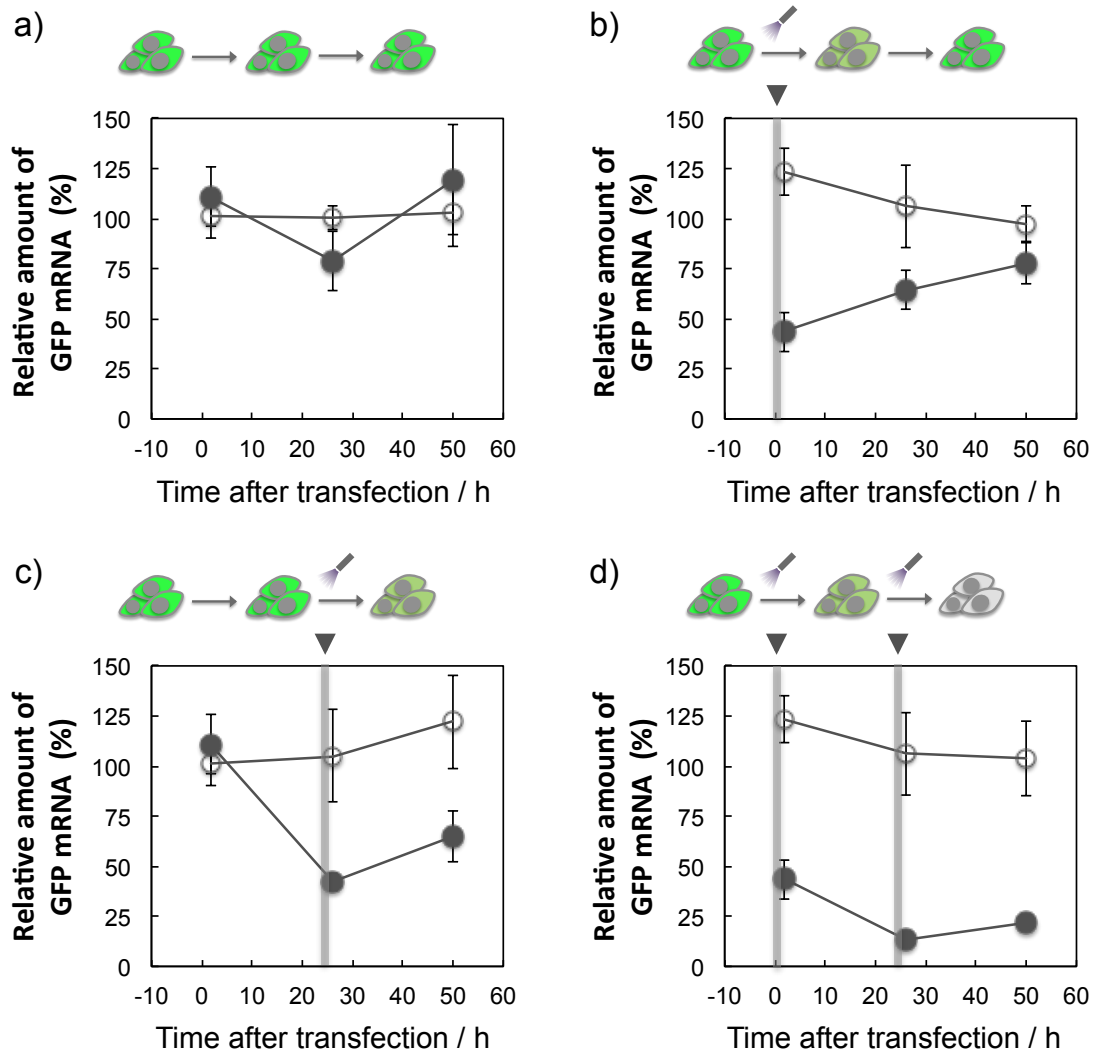 a)
Relative amount of
GFP mRNA (%)
150
125
100
75
50
25
0
-10 0 10 20 30 40 50 60
Time after transfection / h
b)
Relative amount of
GFP mRNA (%)
150
125
100
75
50
25
0
-10 0 10 20 30 40 50 60
Time after transfection / h
c)
Relative amount of
GFP mRNA (%)
150
125
100
75
50
25
0
-10 0 10 20 30 40 50 60
Time after transfection / h
d)
Relative amount of
GFP mRNA (%)
150
125
100
75
50
25
0
-10 0 10 20 30 40 50 60
Time after transfection / h